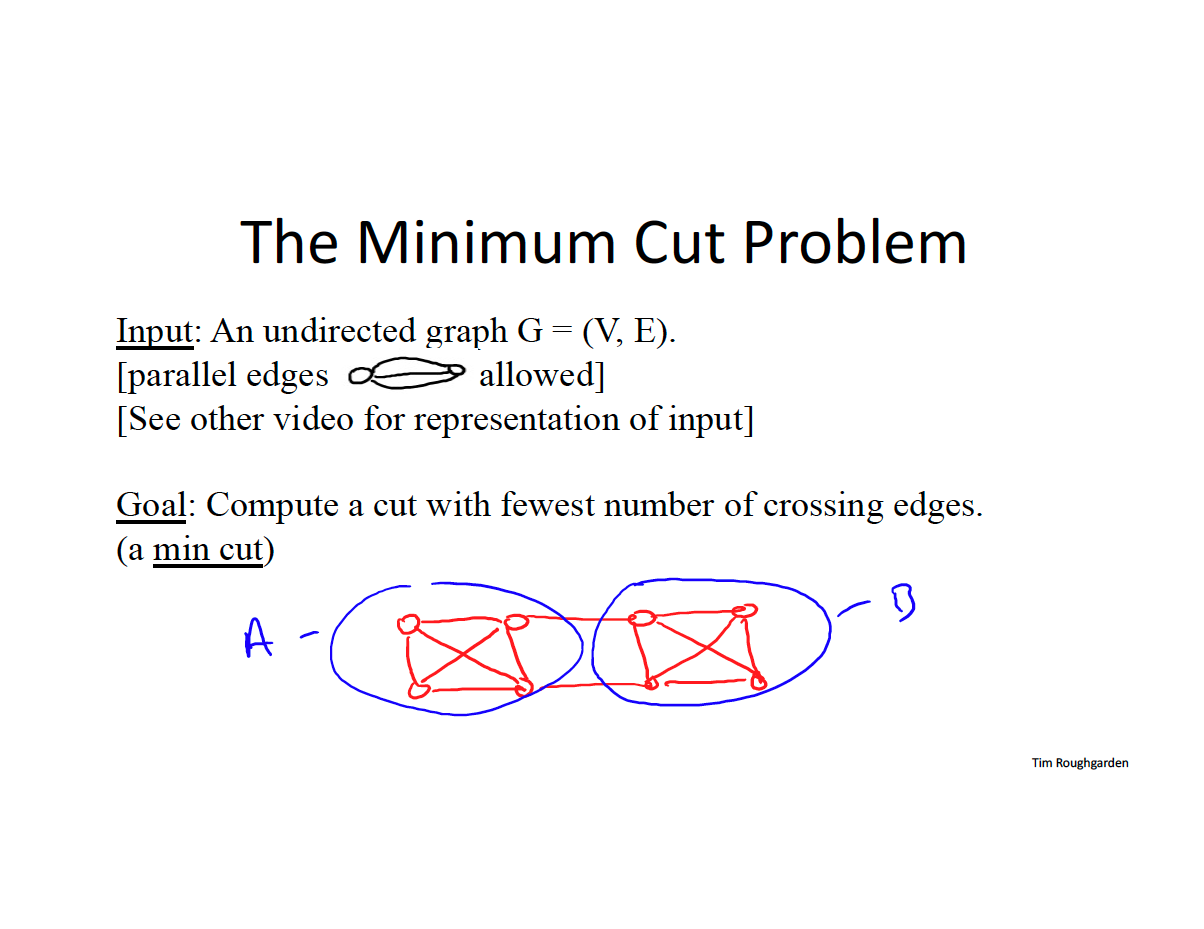 The Minimum Cut Problem
Input: An undirected graph G = (V, E).
[parallel edges allowed]
[See other video for representation of input]
Goal: Compute a cut with fewest number of crossing edges.
(a min cut)
A - - B
Tim Roughgarden